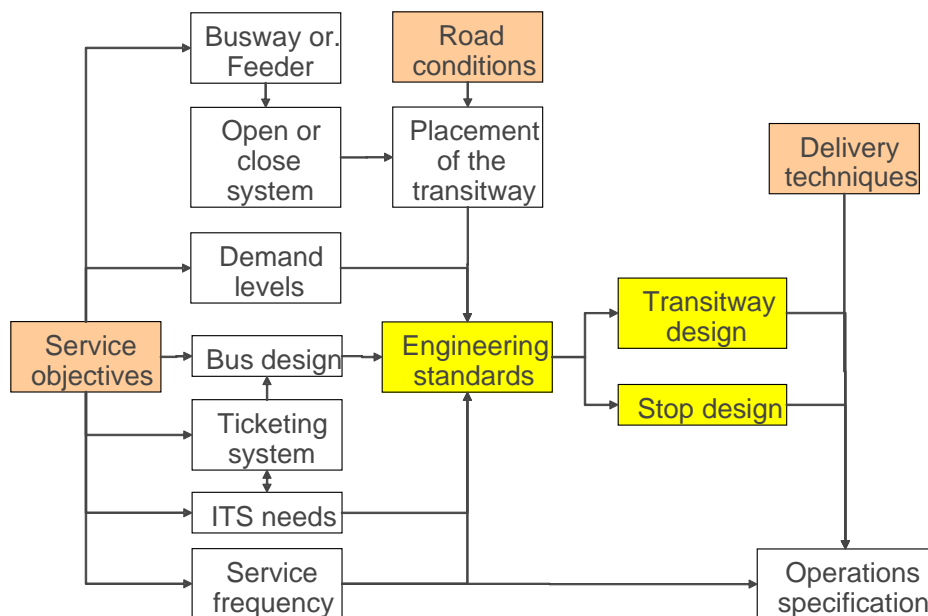 Busway or.
Feeder
Road
conditions
Open or
close
system
Placement
of the
transitway
Delivery
techniques
Demand
levels
Transitway
design
Service
objectives
Bus design
Engineering
standards
Stop design
Ticketing
system
ITS needs
Service
frequency
Operations
specification